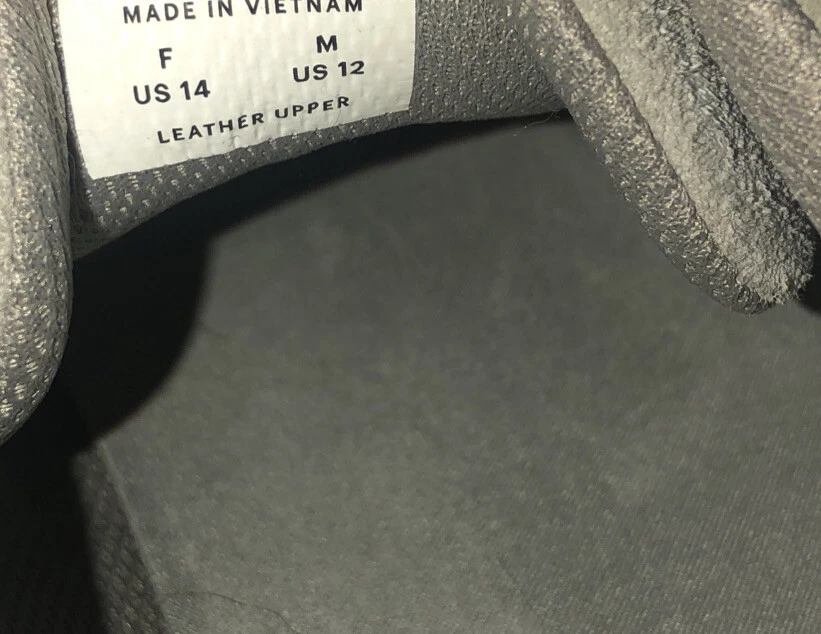 MADE IN VIETNAM
F M
US 14 US 12
LEATHER UPPER